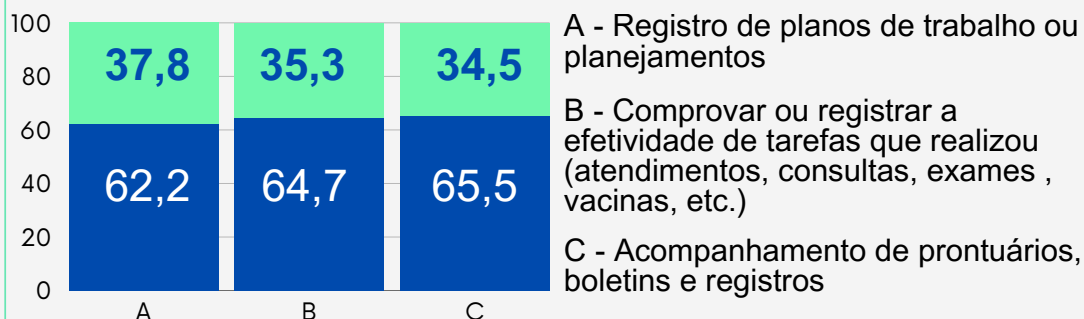 100
80
60
40
20
0
37,8
35,3
34,5
62,2
64,7
65,5
A
B
C
A - Registro de planos de trabalho ou
planejamentos
B - Comprovar ou registrar a
efetividade de tarefas que realizou
(atendimentos, consultas, exames ,
vacinas, etc.)
C - Acompanhamento de prontuários,
boletins e registros